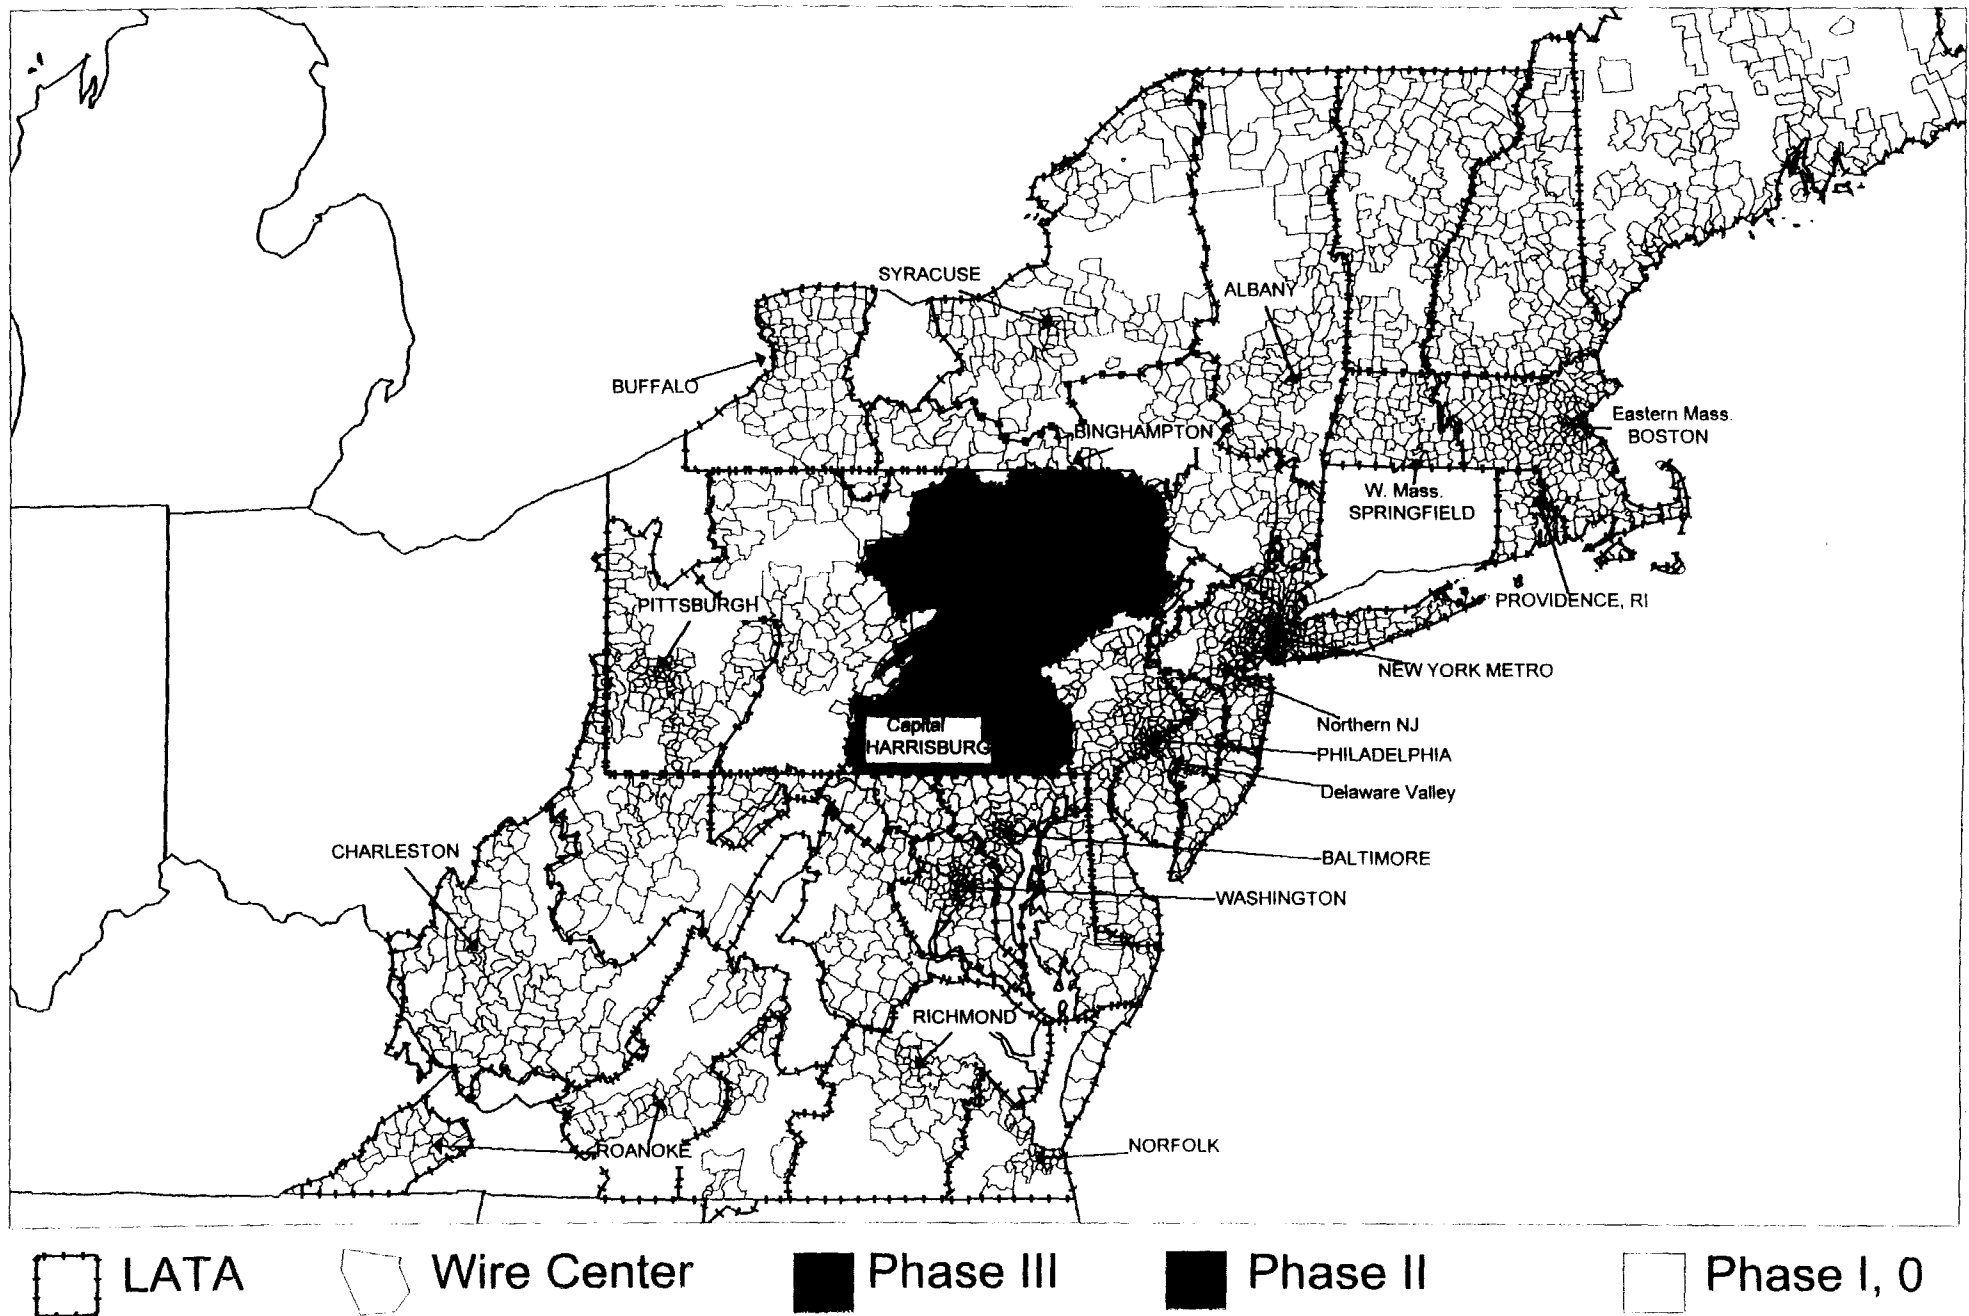 SYRACUSE
ALBANY
BUFFALO
Eastern Mass.
BOSTON
BINGHAMPTON
W. Mass.
SPRINGFIELD
PITTSBURGH
PROVIDENCE, RI
NEW YORK METRO
Capital
HARRISBURG
Northern NJ
PHILADELPHIA
Delaware Valley
CHARLESTON
BALTIMORE
WASHINGTON
RICHMOND
ROANOKE
NORFOLK
LATA
Wire Center
Phase III
Phase II
Phase I, 0